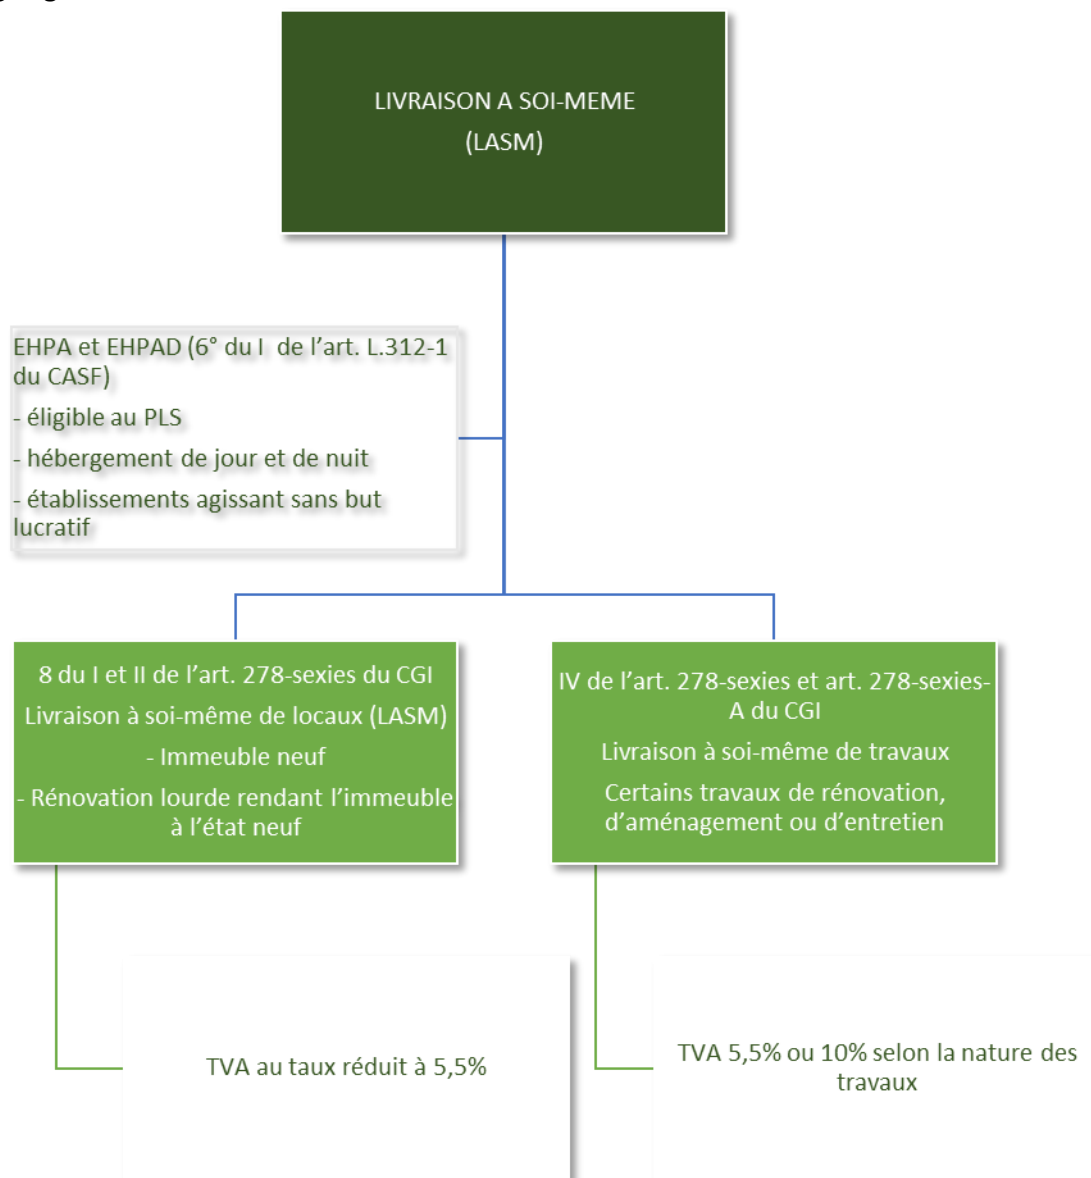 LIVRAISON A SOI-MEME
(LASM)
EHPA et EHPAD (6° du I de l’art. L.312-1
du CASF)
- éligible au PLS
- hébergement de jour et de nuit
- établissements agissant sans but
lucratif
8 du I et II de l’art. 278-sexies du CGI
Livraison à soi-même de locaux (LASM)
- Immeuble neuf
- Rénovation lourde rendant l’immeuble
à l’état neuf
IV de l’art. 278-sexies et art. 278-sexies-
A du CGI
Livraison à soi-même de travaux
Certains travaux de rénovation,
d’aménagement ou d’entretien
TVA au taux réduit à 5,5%
TVA 5,5% ou 10% selon la nature des
travaux